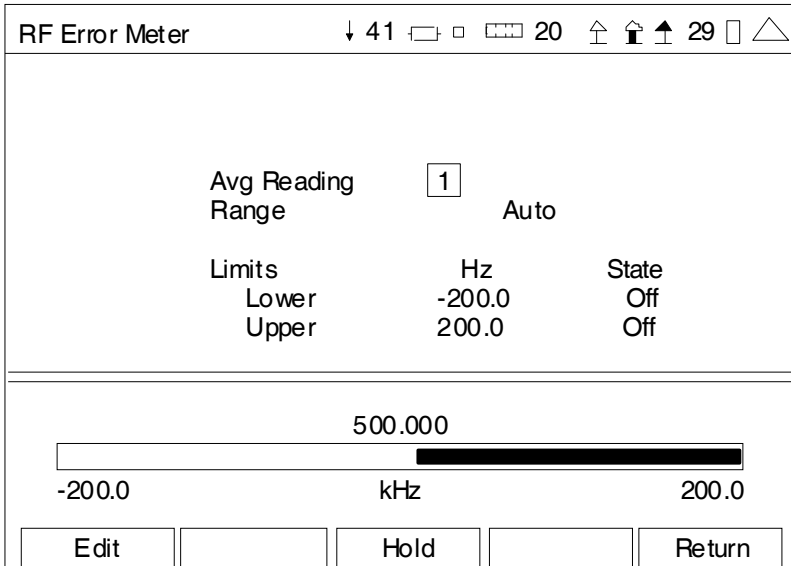 RF Error Meter 41 20 29
Avg Reading 1
Range Auto
Limits Hz State
Lower -200.0 Off
Upper 200.0 Off
500.000
-200.0 kHz 200.0
Edit Hold Return